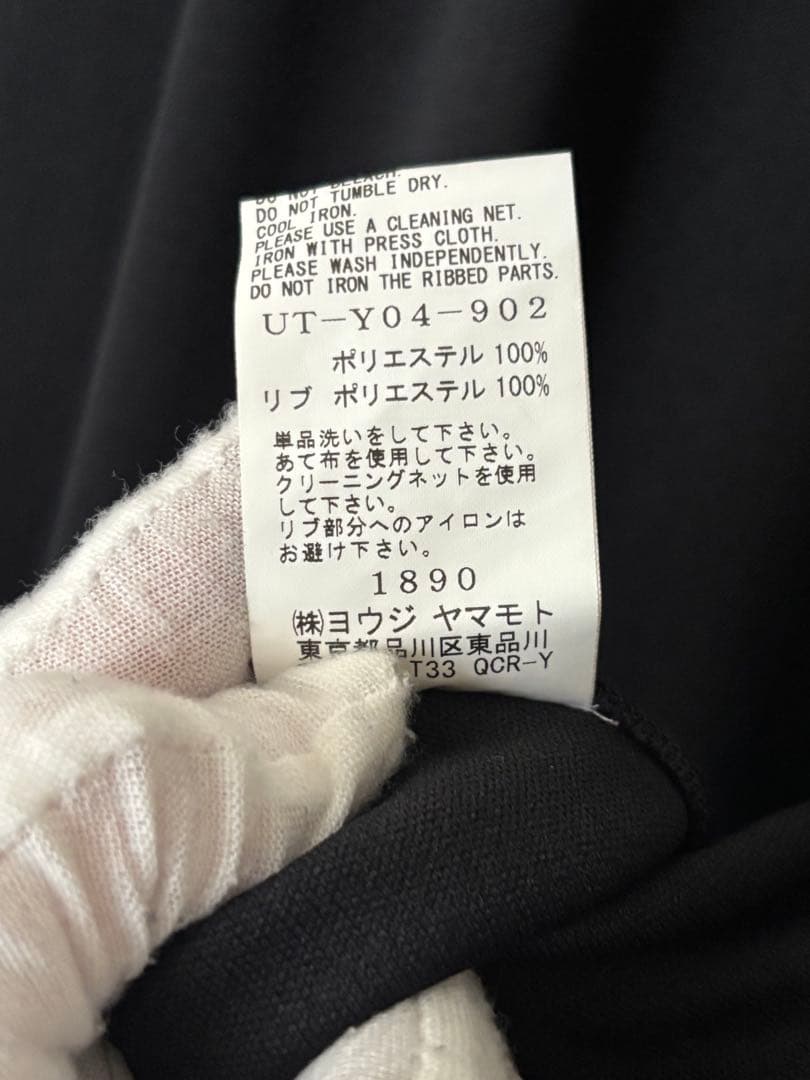 DO NOT BLEACH.
DO NOT TUMBLE DRY.
COOL IRON.
PLEASE USE A CLEANING NET.
IRON WITH PRESS CLOTH.
PLEASE WASH INDEPENDENTLY.
DO NOT IRON THE RIBBED PARTS.
UT-Y04-902
ポリエステル 100%
リブ ポリエステル 100%
単品洗いをして下さい。
あて布を使用して下さい。
クリーニングネットを使用
して下さい。
リブ部分へのアイロンは
お避け下さい。
1890
㈱ヨウジ ヤマモト
東京都品川区東品川
T33 QCR-Y